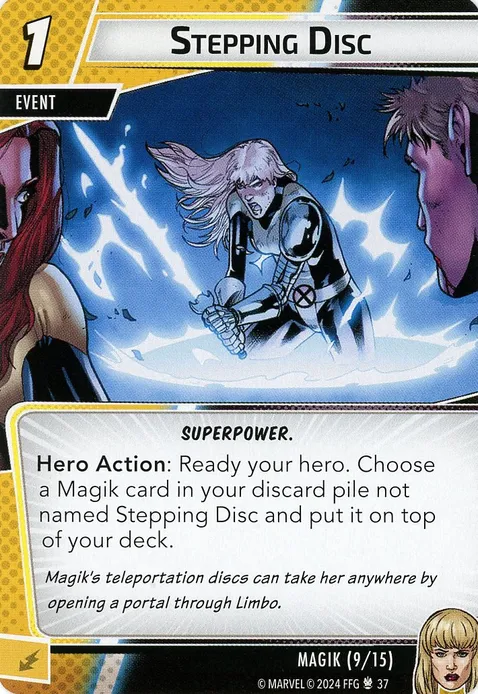 1
STEPPING DISC
EVENT
SUPERPOWER.
Hero Action: Ready your hero. Choose
a Magik card in your discard pile not
named Stepping Disc and put it on top
of your deck.
Magik's teleportation discs can take her anywhere by
opening a portal through Limbo.
MAGIK (9/15)
© MARVEL © 2024 FFG 37